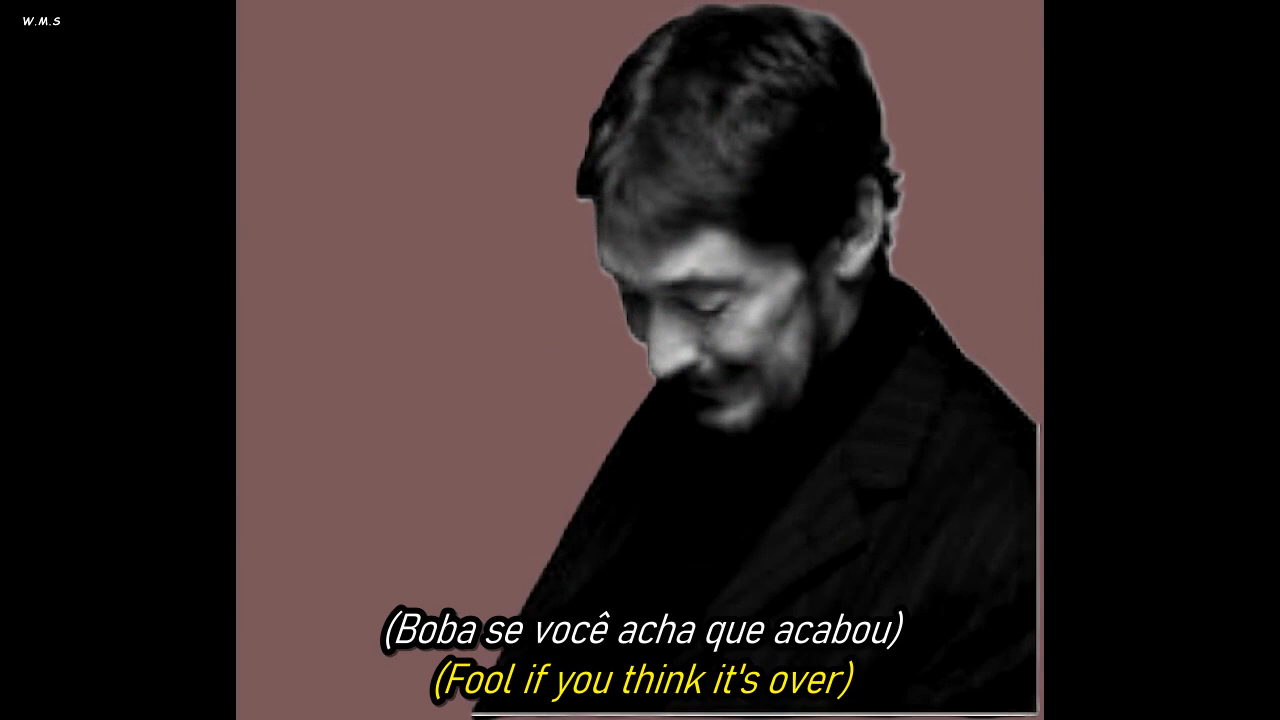 W.M.S
(Boba se você acha que acabou)
(Fool if you think it's over)